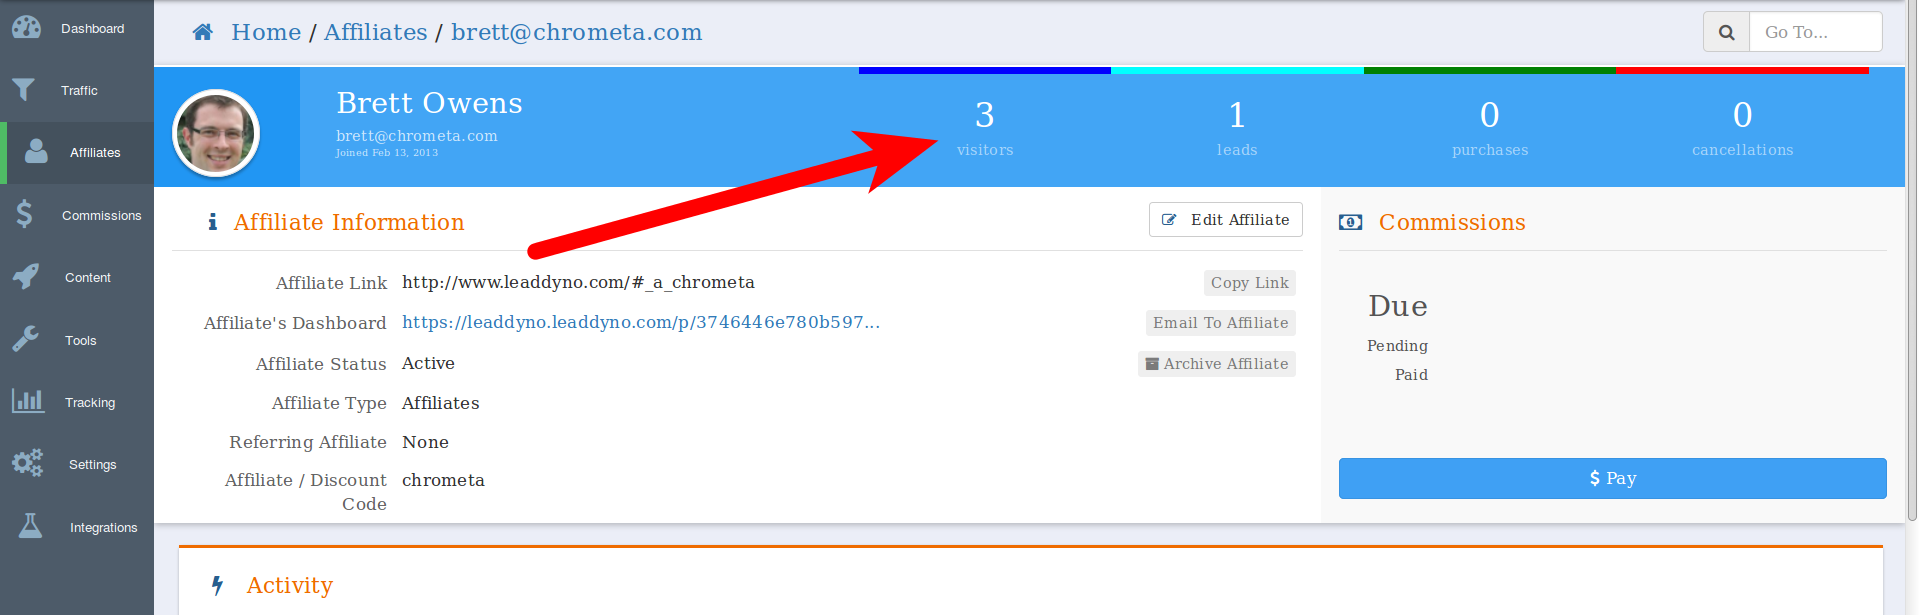 Dashboard
Traffic
Affiliates
Commissions
Content
Tools
Tracking
Settings
Integrations
Home / Affiliates / brett@chrometa.com
Go To...
Brett Owens
brett@chrometa.com
Joined Feb 13, 2013
3
visitors
1
leads
0
purchases
0
cancellations
Affiliate Information
Edit Affiliate
Affiliate Link http://www.leaddyno.com/#_a_chrometa Copy Link
Affiliate's Dashboard https://leaddyno.leaddyno.com/p/3746446e780b597... Email To Affiliate
Affiliate Status Active Archive Affiliate
Affiliate Type Affiliates
Referring Affiliate None
Affiliate / Discount chrometa
Code
Commissions
Due
Pending
Paid
$ Pay
Activity